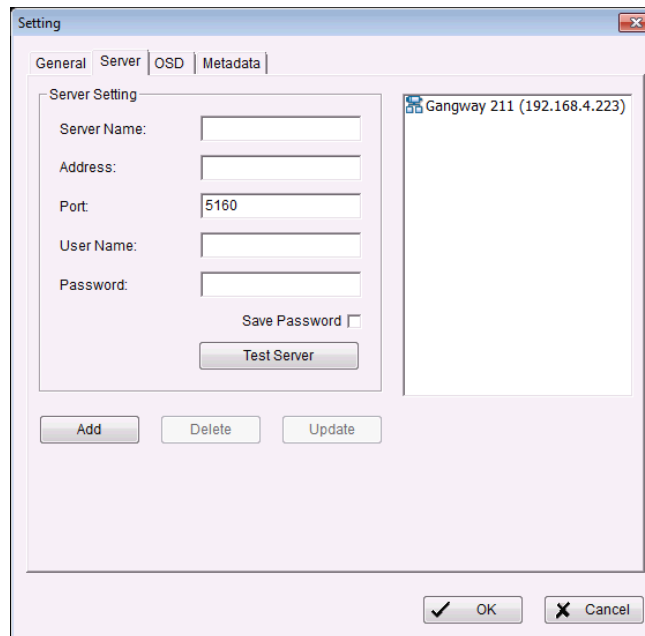 Setting
General Server OSD Metadata
Server Setting
Server Name:
Address:
Port: 5160
User Name:
Password:
Save Password
Test Server
Gangway 211 (192.168.4.223)
Add Delete Update
OK Cancel